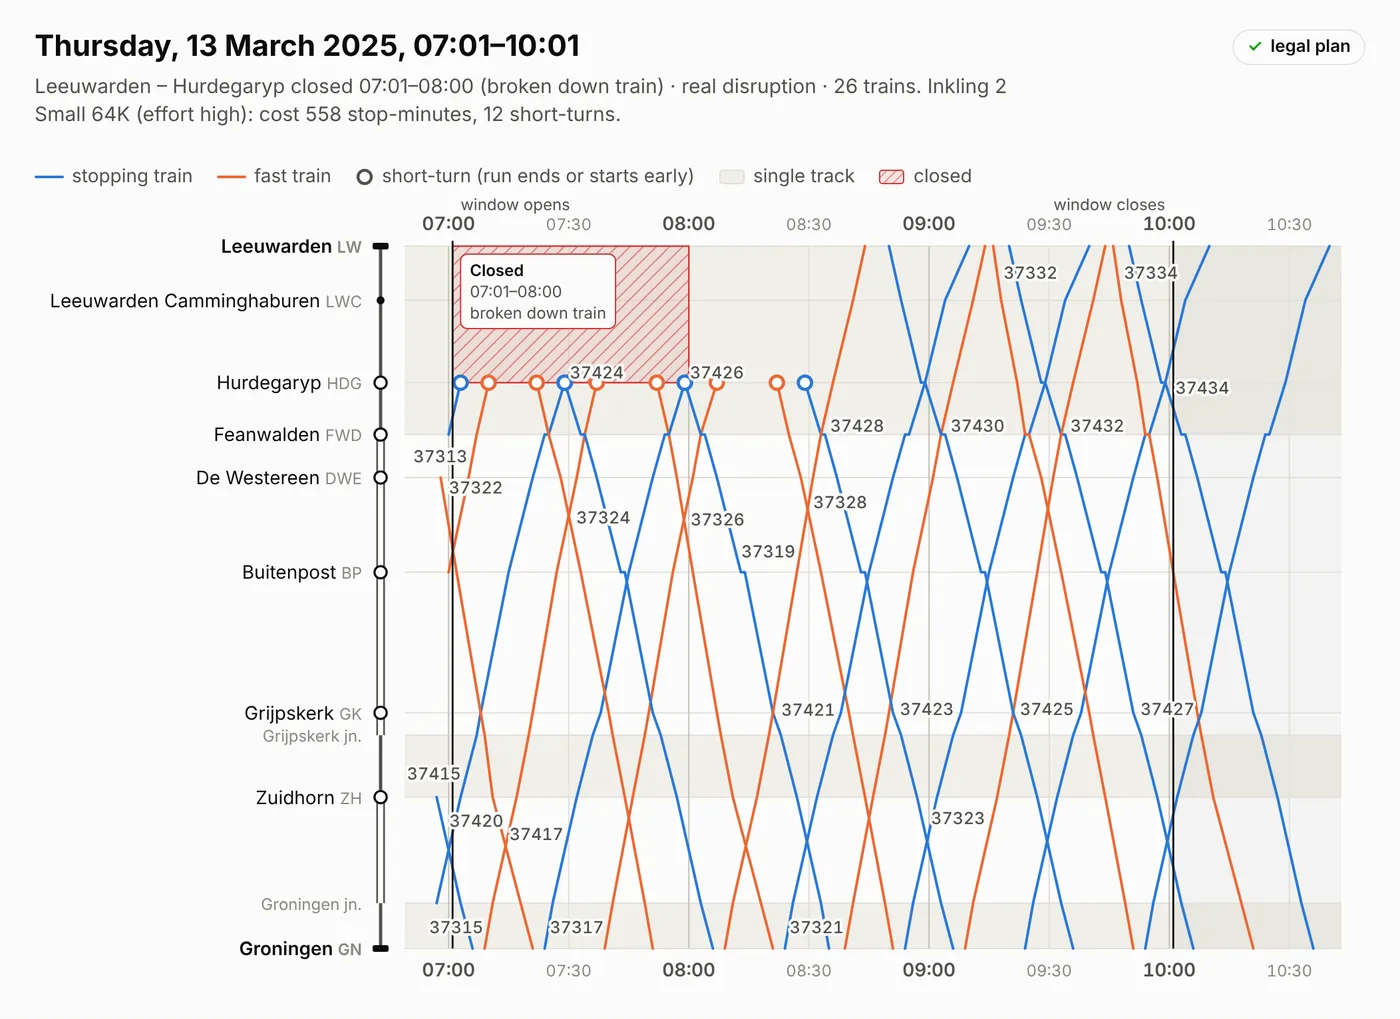 Thursday, 13 March 2025, 07:01–10:01
legal plan
Leeuwarden – Hurdegaryp closed 07:01–08:00 (broken down train) · real disruption · 26 trains. Inkling 2
Small 64K (effort high): cost 558 stop-minutes, 12 short-turns.
stopping train
fast train
short-turn (run ends or starts early)
single track
closed
window opens
window closes
07:00
07:30
08:00
08:30
09:00
09:30
10:00
10:30
Leeuwarden LW
Closed
07:01–08:00
broken down train
37332
37334
Leeuwarden Camminghaburen LWC
37424
37426
Hurdegaryp HDG
37434
37428
37430
37432
Feanwalden FWD
37313
De Westereen DWE
37322
37328
37324
37326
37319
Buitenpost BP
Grijpskerk GK
37421
37423
37425
37427
Grijpskerk jn.
37415
Zuidhorn ZH
37420
37417
37323
Groningen jn.
37315
37317
37321
Groningen GN
07:00
07:30
08:00
08:30
09:00
09:30
10:00
10:30